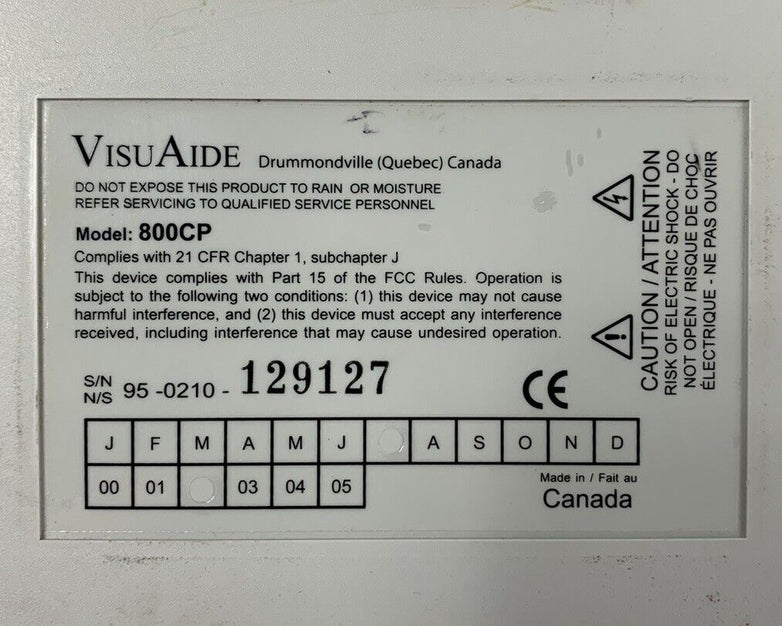 VISUAIDE Drummondville (Quebec) Canada
DO NOT EXPOSE THIS PRODUCT TO RAIN OR MOISTURE
REFER SERVICING TO QUALIFIED SERVICE PERSONNEL
Model: 800CP
Complies with 21 CFR Chapter 1, subchapter J
This device complies with Part 15 of the FCC Rules. Operation is
subject to the following two conditions: (1) this device may not cause
harmful interference, and (2) this device must accept any interference
received, including interference that may cause undesired operation.
S/N
N/S 95 -0210 - 129127
CE
J F M A M J A S O N D
00 01 03 04 05
Made in / Fait au
Canada
CAUTION / ATTENTION
RISK OF ELECTRIC SHOCK - DO
NOT OPEN / RISQUE DE CHOC
ÉLECTRIQUE - NE PAS OUVRIR